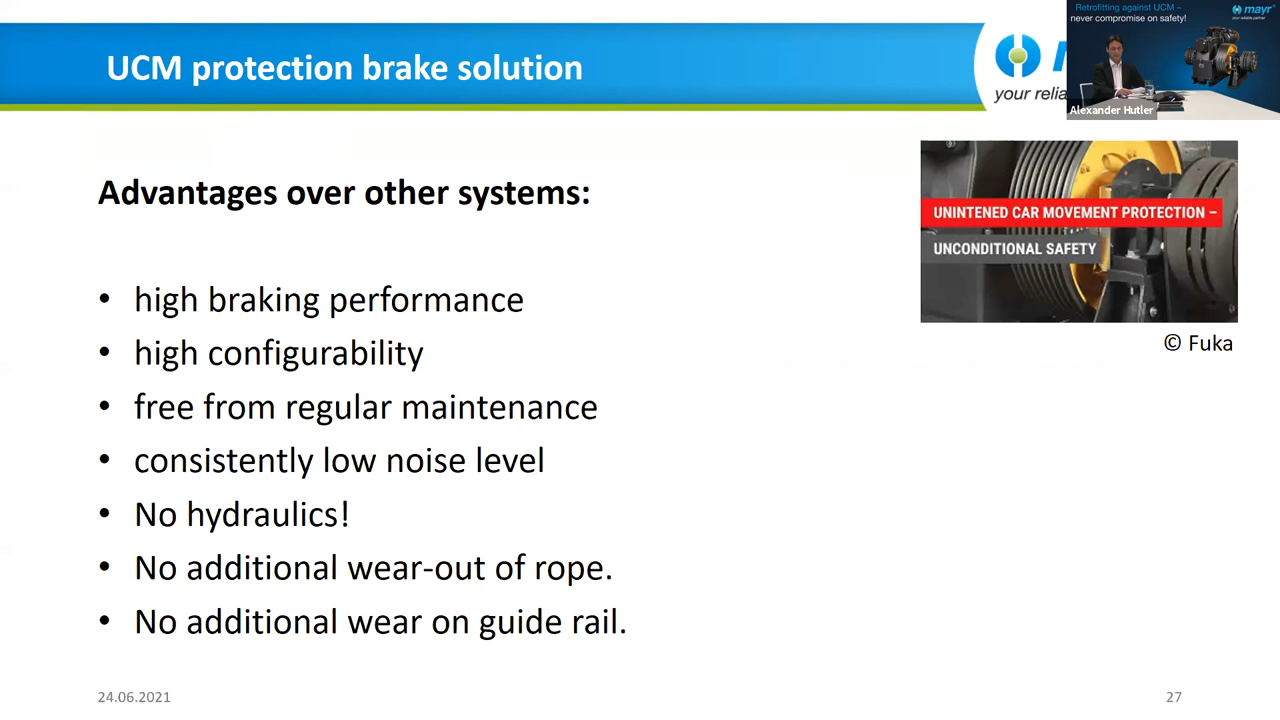 UCM protection brake solution
your relia
Retrofitting against UCM –
never compromise on safety!
mayr®
your reliable partner
Alexander Hutler
Advantages over other systems:
• high braking performance
• high configurability
• free from regular maintenance
• consistently low noise level
• No hydraulics!
• No additional wear-out of rope.
• No additional wear on guide rail.
UNINTENED CAR MOVEMENT PROTECTION –
UNCONDITIONAL SAFETY
© Fuka
24.06.2021
27